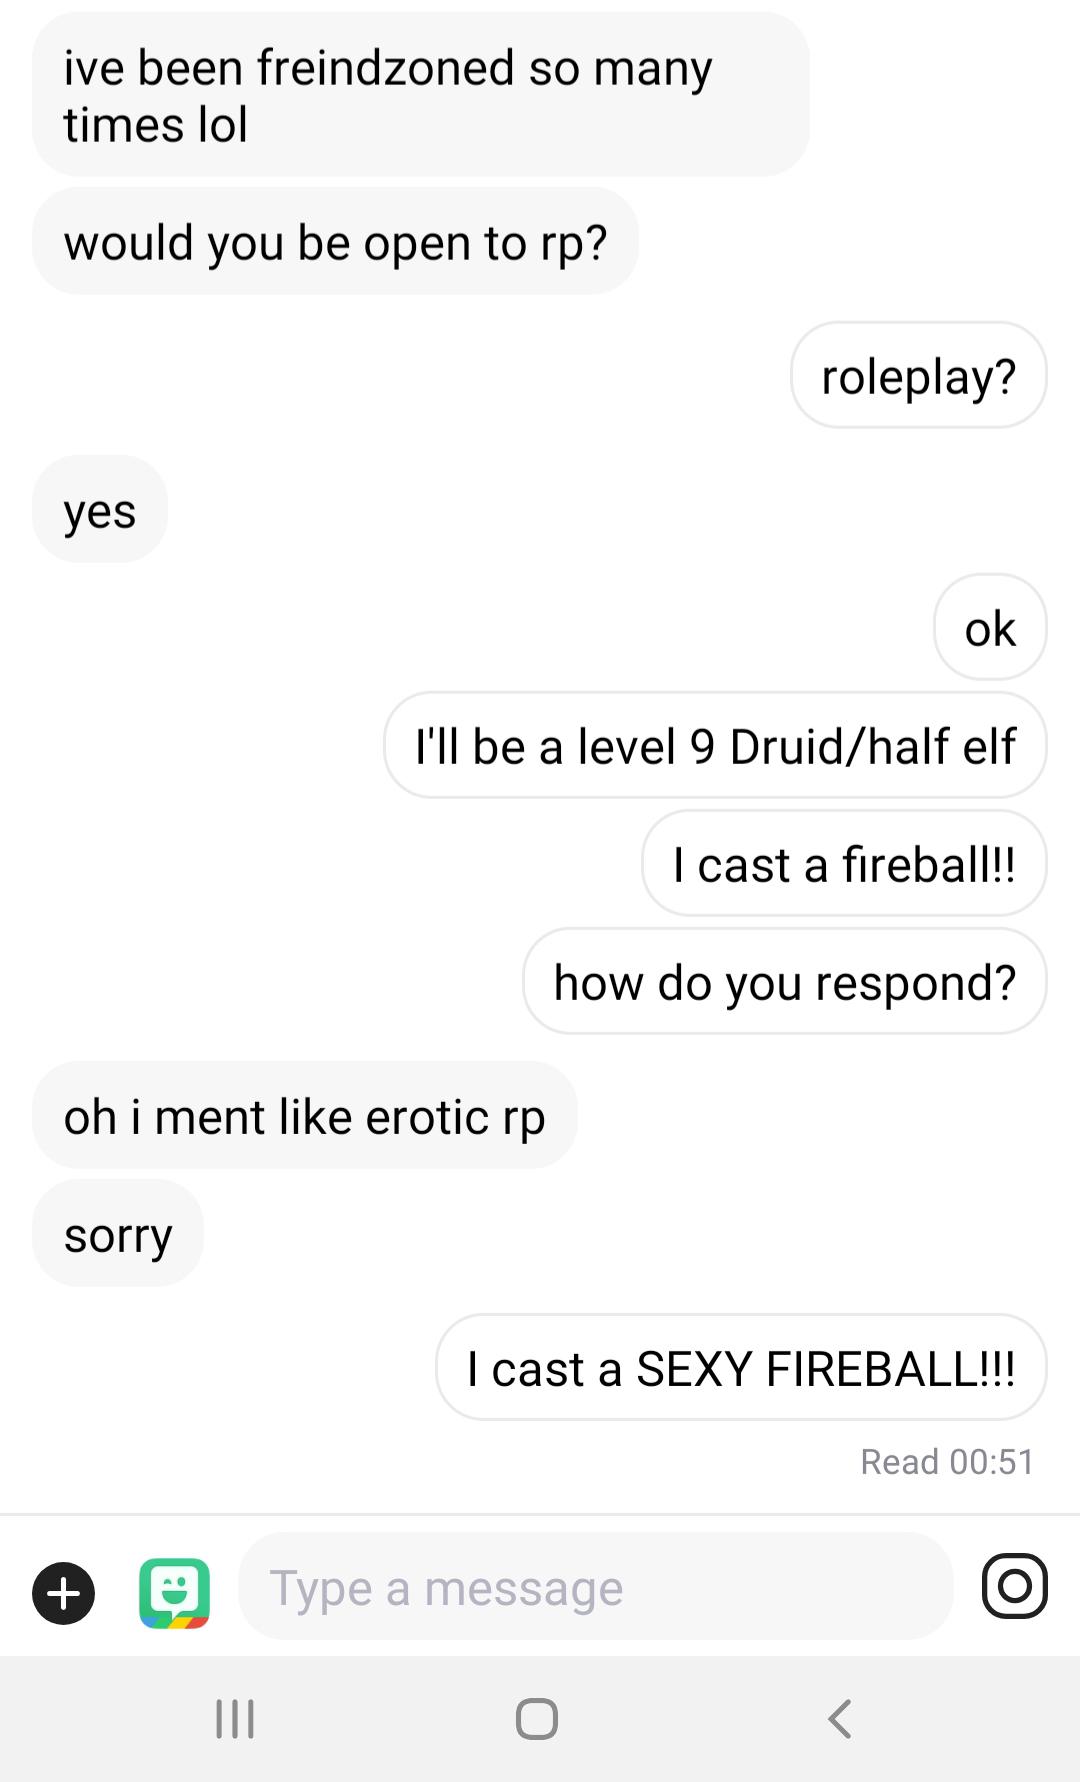 ive been freindzoned so many
times lol
would you be open to rp?
roleplay?
yes
ok
I'll be a level 9 Druid/half elf
I cast a fireball!!
how do you respond?
oh i ment like erotic rp
sorry
I cast a SEXY FIREBALL!!!
Read 00:51
Type a message